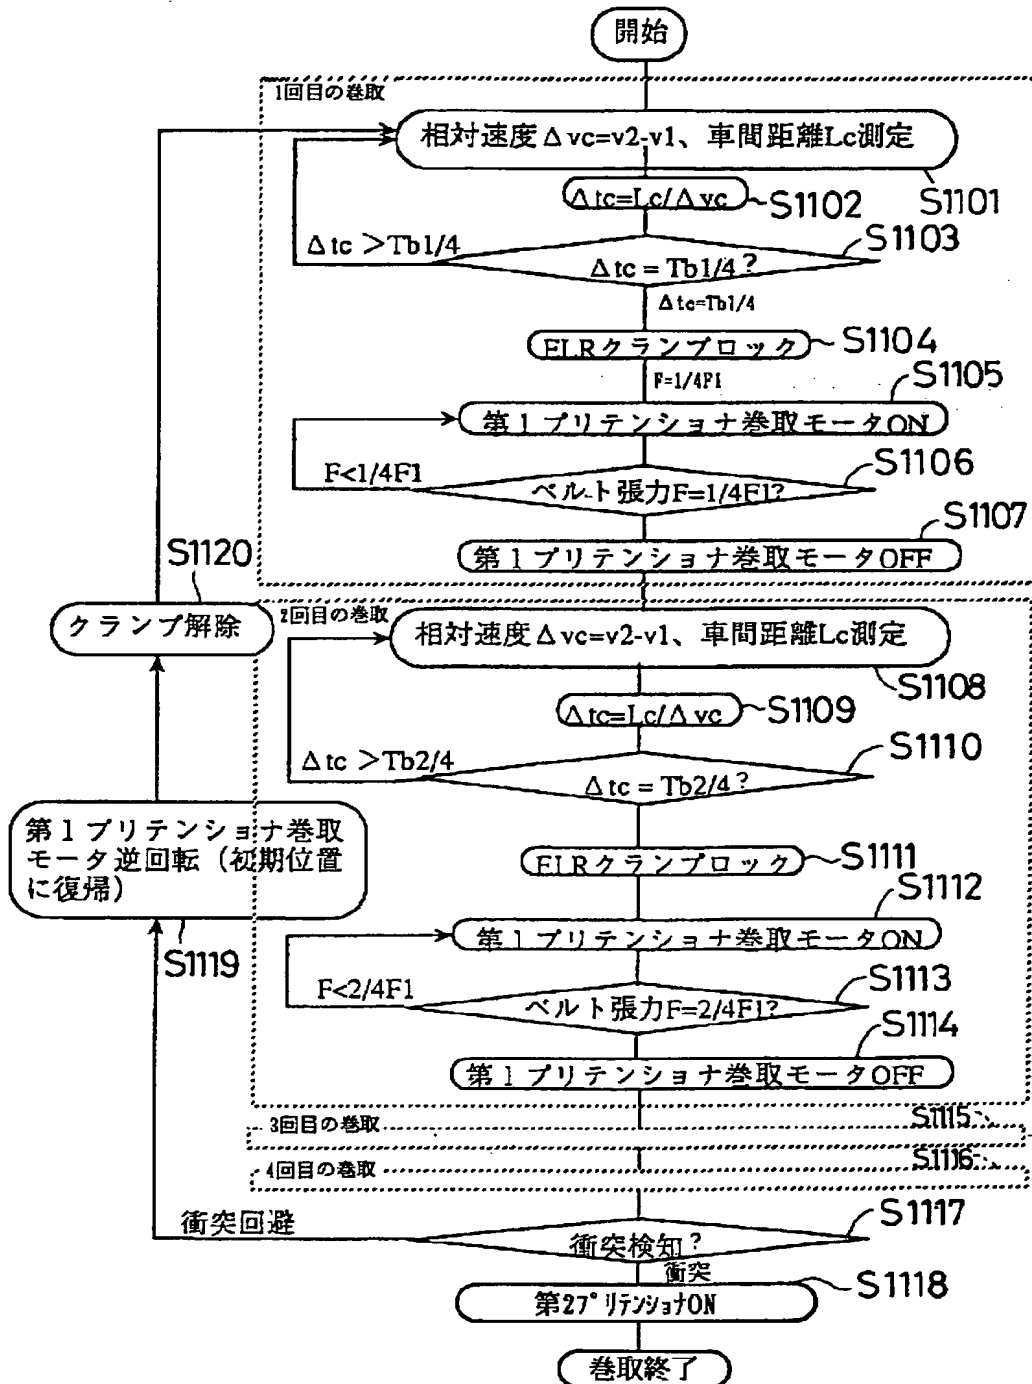 開始
1回目の巻取
相対速度Δvc=v2-v1、車間距離Lc測定
S1101
Δtc=Lc/Δvc
S1102
S1103
Δtc >Tb1/4
Δtc = Tb1/4?
Δtc=Tb1/4
ELRクランプロック
S1104
F=1/4F1
S1105
第1プリテンショナ巻取モータON
S1106
F<1/4F1
ベルト張力F=1/4F1?
S1107
第1プリテンショナ巻取モータOFF
S1120
クランプ解除
2回目の巻取
相対速度Δvc=v2-v1、車間距離Lc測定
S1108
Δtc=Lc/Δvc
S1109
S1110
Δtc >Tb2/4
Δtc = Tb2/4?
第1プリテンショナ巻取
モータ逆回転(初期位置
に復帰)
S1119
ELRクランプロック
S1111
S1112
第1プリテンショナ巻取モータON
S1113
F<2/4F1
ベルト張力F=2/4F1?
S1114
第1プリテンショナ巻取モータOFF
3回目の巻取
S1115
4回目の巻取
S1116
衝突回避
S1117
衝突検知?
衝突
S1118
第2プリテンショナON
巻取終了